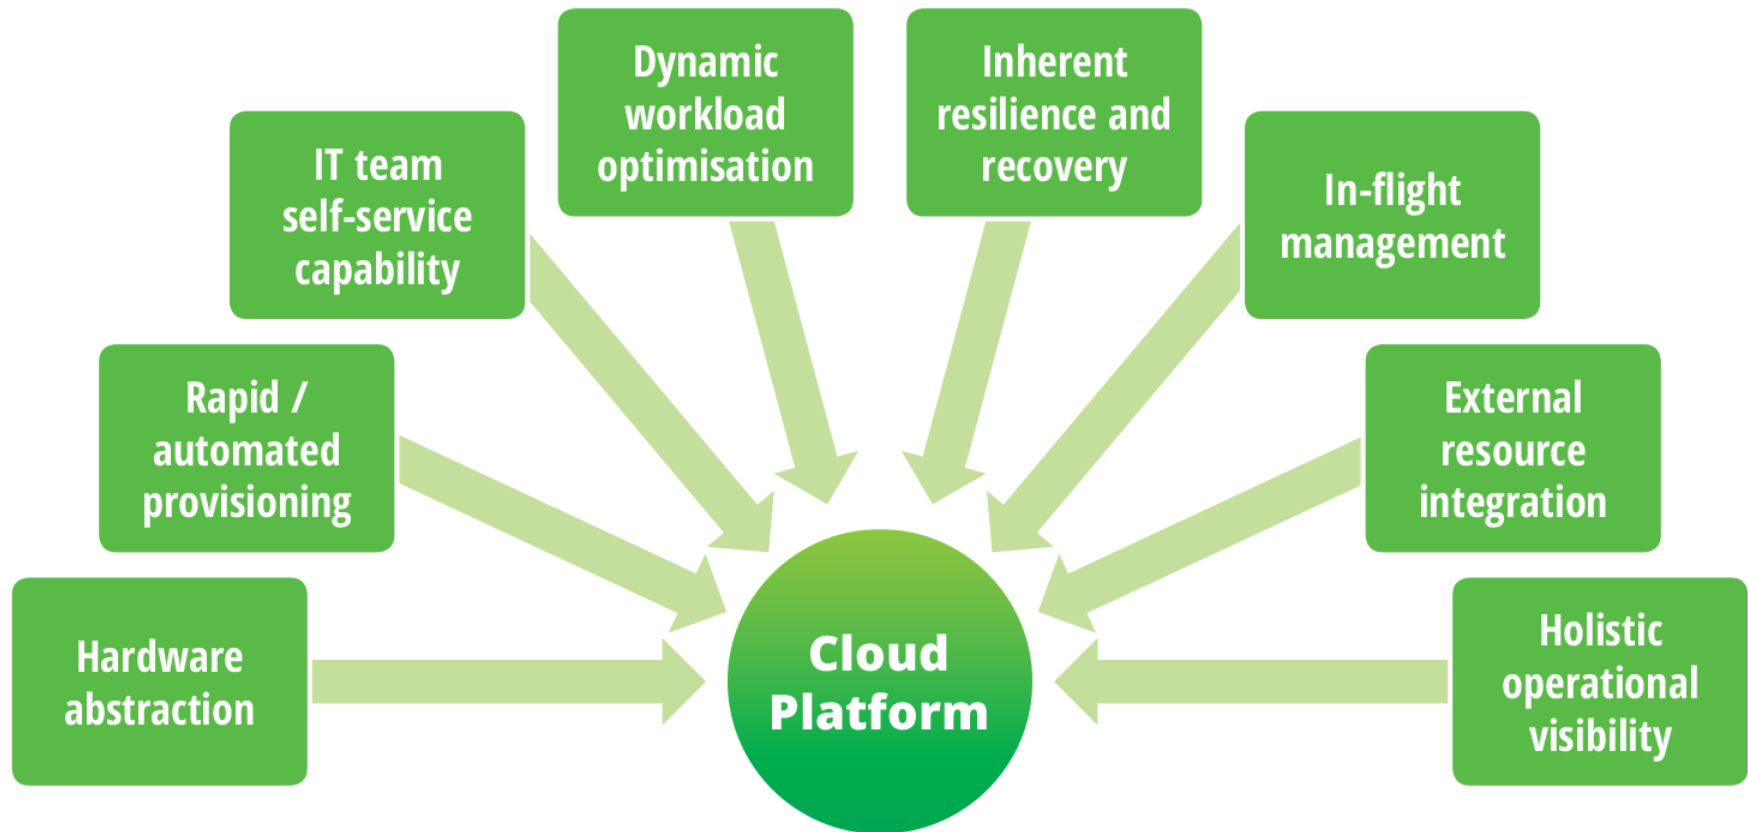 Dynamic
workload
optimisation
Inherent
resilience and
recovery
IT team
self-service
capability
In-flight
management
Rapid /
automated
provisioning
External
resource
integration
Hardware
abstraction
Cloud
Platform
Holistic
operational
visibility